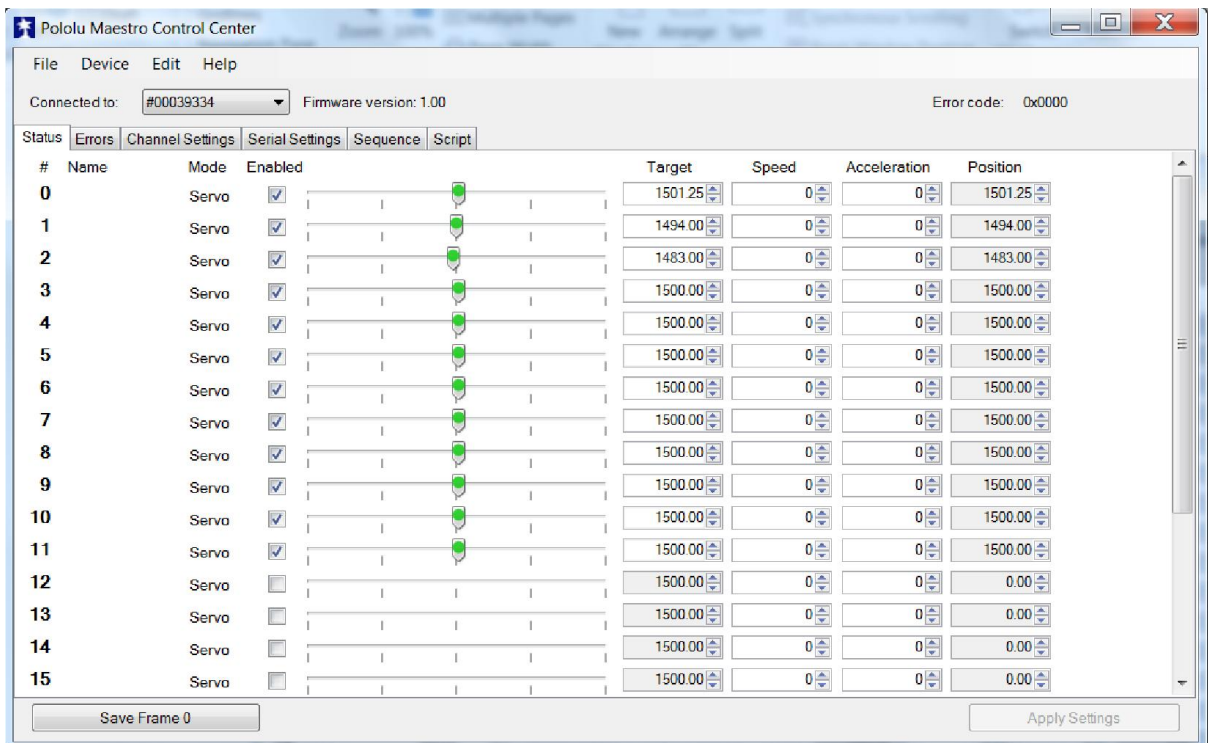 Pololu Maestro Control Center
File Device Edit Help
Connected to: #00039334 Firmware version: 1.00 Error code: 0x0000
Status Errors Channel Settings Serial Settings Sequence Script
# Name Mode Enabled Target Speed Acceleration Position
0 Servo 1501.25 0 0 1501.25
1 Servo 1494.00 0 0 1494.00
2 Servo 1483.00 0 0 1483.00
3 Servo 1500.00 0 0 1500.00
4 Servo 1500.00 0 0 1500.00
5 Servo 1500.00 0 0 1500.00
6 Servo 1500.00 0 0 1500.00
7 Servo 1500.00 0 0 1500.00
8 Servo 1500.00 0 0 1500.00
9 Servo 1500.00 0 0 1500.00
10 Servo 1500.00 0 0 1500.00
11 Servo 1500.00 0 0 1500.00
12 Servo 1500.00 0 0 0.00
13 Servo 1500.00 0 0 0.00
14 Servo 1500.00 0 0 0.00
15 Servo 1500.00 0 0 0.00
Save Frame 0 Apply Settings